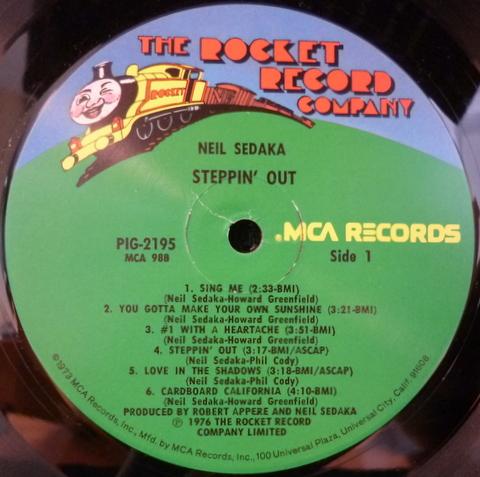 THE ROCKET
RECORD
COMPANY
ROCKET
NEIL SEDAKA
STEPPIN' OUT
PIG-2195
MCA 988
MCA RECORDS
Side 1
1. SING ME (2:33-BMI)
(Neil Sedaka-Howard Greenfield)
2. YOU GOTTA MAKE YOUR OWN SUNSHINE (3:21-BMI)
(Neil Sedaka-Howard Greenfield)
3. #1 WITH A HEARTACHE (3:51-BMI)
(Neil Sedaka-Howard Greenfield)
4. STEPPIN' OUT (3:17-BMI/ASCAP)
(Neil Sedaka-Phil Cody)
5. LOVE IN THE SHADOWS (3:18-BMI/ASCAP)
(Neil Sedaka-Phil Cody)
6. CARDBOARD CALIFORNIA (4:10-BMI)
(Neil Sedaka-Howard Greenfield)
PRODUCED BY ROBERT APPERE AND NEIL SEDAKA
℗ 1976 THE ROCKET RECORD
COMPANY LIMITED
©1973 MCA Records, Inc., Mfd. by MCA Records, Inc., 100 Universal Plaza, Universal City, Calif. 91608